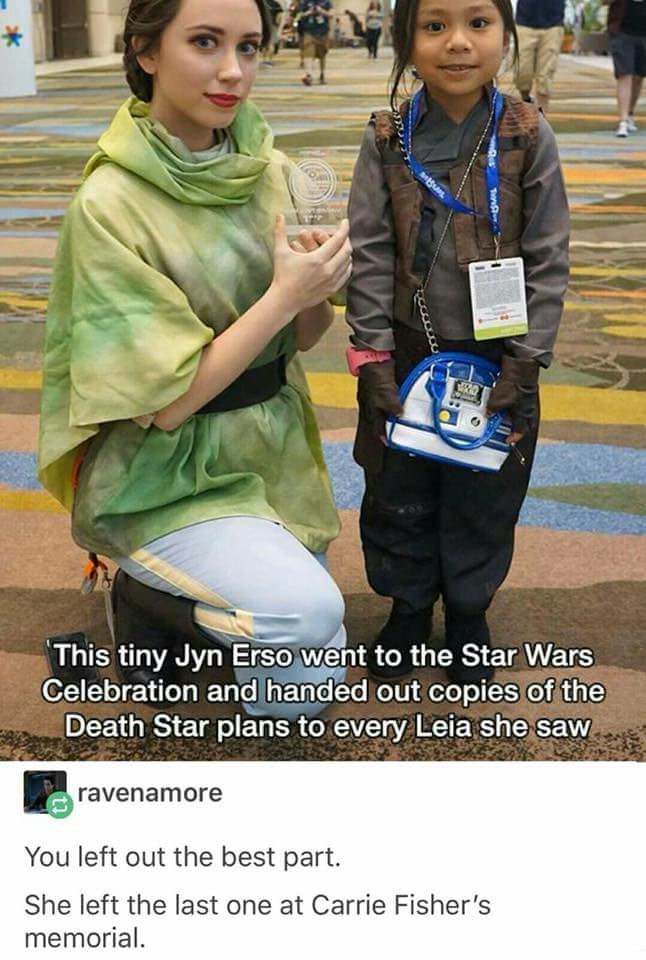 STAR
WARS
'This tiny Jyn Erso went to the Star Wars
Celebration and handed out copies of the
Death Star plans to every Leia she saw
ravenamore
You left out the best part.
She left the last one at Carrie Fisher's
memorial.